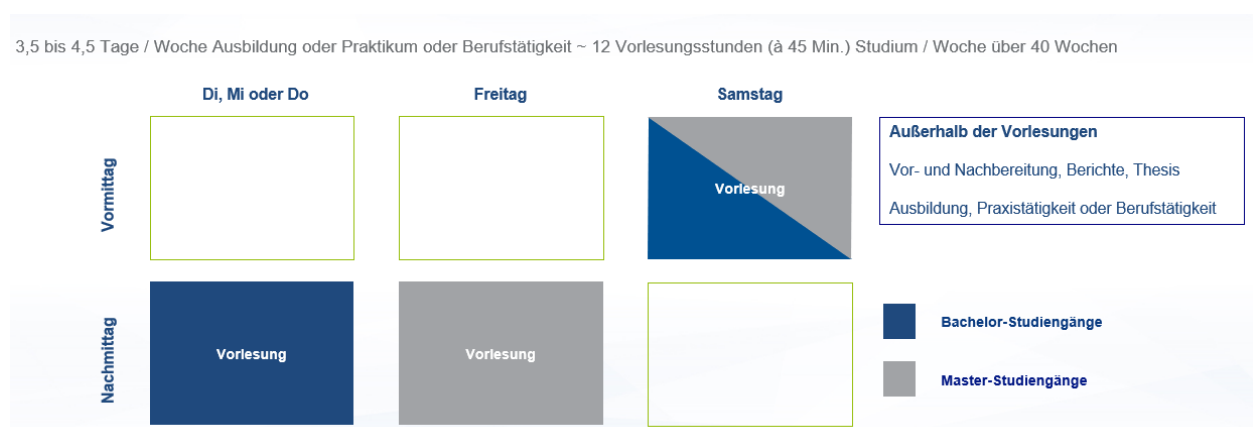 3,5 bis 4,5 Tage / Woche Ausbildung oder Praktikum oder Berufstätigkeit ~ 12 Vorlesungsstunden (à 45 Min.) Studium / Woche über 40 Wochen
Di, Mi oder Do
Freitag
Samstag
Vormittag
Vorlesung
Außerhalb der Vorlesungen
Vor- und Nachbereitung, Berichte, Thesis
Ausbildung, Praxistätigkeit oder Berufstätigkeit
Nachmittag
Vorlesung
Vorlesung
Bachelor-Studiengänge
Master-Studiengänge